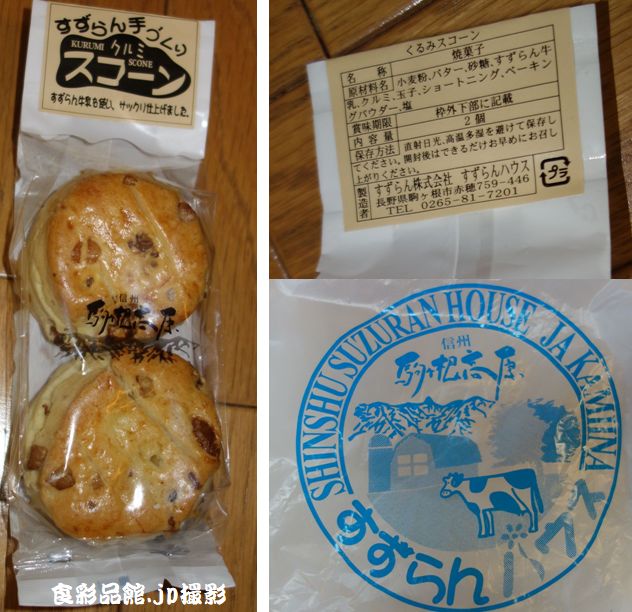 すずらん手づくり
KURUMI クルミ SCONE
スコーン
すずらん牛乳を使い、サックリ仕上げました。
信州
駒ヶ根高原
食彩品館.jp撮影
くるみスコーン
名称 焼菓子
原材料名 小麦粉、バター、砂糖、すずらん牛
乳、クルミ、玉子、ショートニング、ベーキン
グパウダー、塩
賞味期限 枠外下部に記載
内容量 2個
保存方法 直射日光、高温多湿を避けて保存し
てください。開封後はできるだけお早めにお召し
上がりください。
製造者 すずらん株式会社 すずらんハウス
長野県駒ヶ根市赤穂759-446
TEL 0265-81-7201
プラ
SHINSHU SUZURAN HOUSE JA KAMIINA
信州
駒ヶ根高原
すずらんハウス